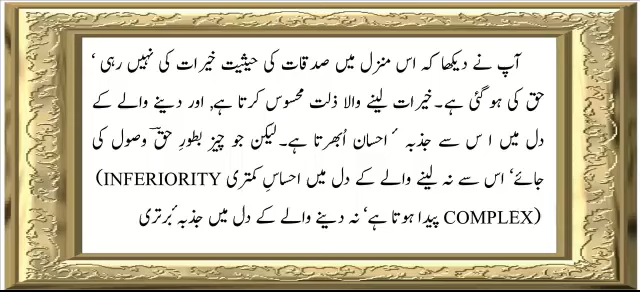 آپ نے دیکھا کہ اس منزل میں صدقات کی حیثیت خیرات کی نہیں رہی ‘
حق کی ہو گئی ہے۔خیرات لینے والا ذلت محسوس کرتا ہے, اور دینے والے کے
دل میں ا س سے جذبہ ٔ احسان اُبھرتا ہے۔لیکن جو چیز بطورِ حق ؔ وصول کی
جائے‘ اس سے نہ لینے والے کے دل میں احساسِ کمتری INFERIORITY)
(COMPLEX پیدا ہوتا ہے‘ نہ دینے والے کے دل میں جذبہ ٔ برتری